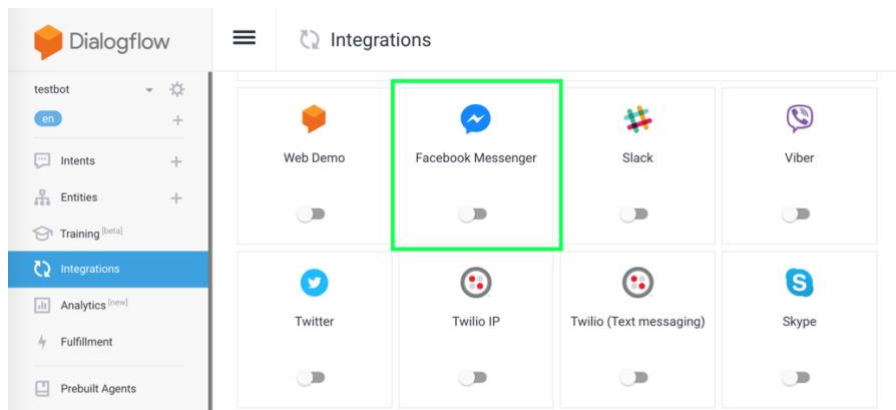 Dialogflow
Integrations
testbot
en
Intents
Entities
Training [beta]
Integrations
Analytics [new]
Fulfillment
Prebuilt Agents
Web Demo
Facebook Messenger
Slack
Viber
Twitter
Twilio IP
Twilio (Text messaging)
Skype